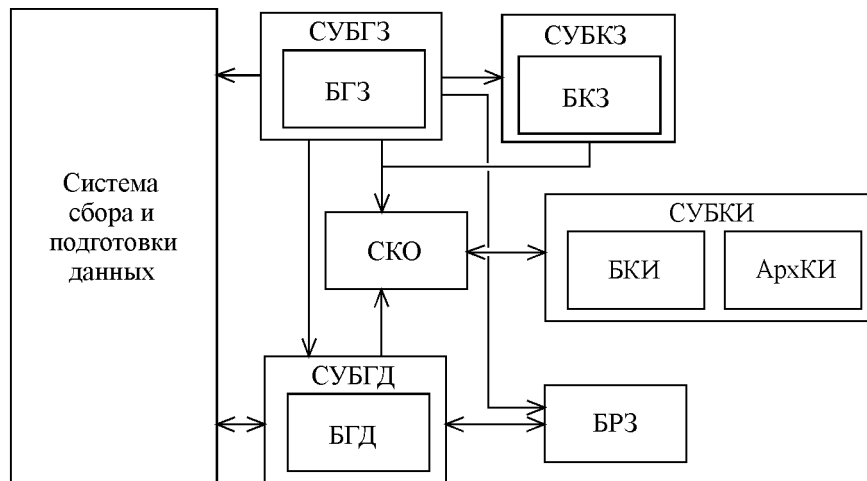 СУБГЗ
БГЗ
СУБКЗ
БКЗ
Система
сбора и
подготовки
данных
СКО
СУБКИ
БКИ
АрхКИ
СУБГД
БГД
БРЗ